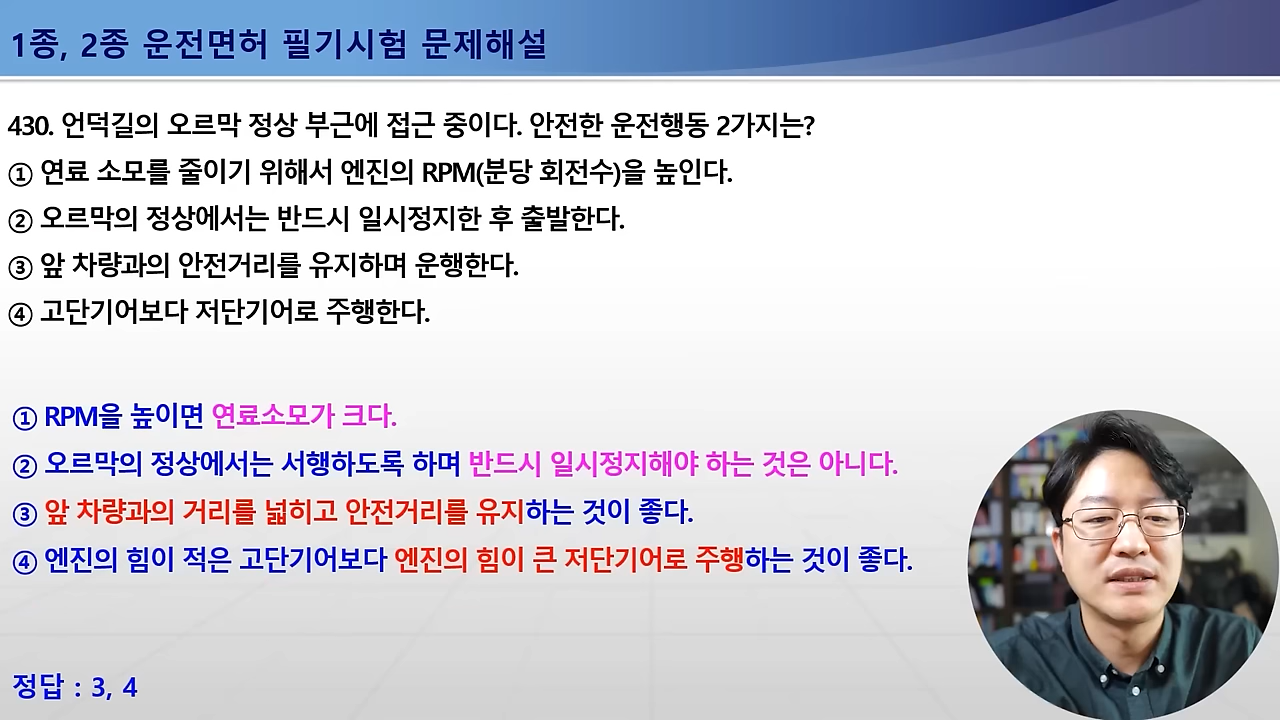 1종, 2종 운전면허 필기시험 문제해설
430. 언덕길의 오르막 정상 부근에 접근 중이다. 안전한 운전행동 2가지는?
① 연료 소모를 줄이기 위해서 엔진의 RPM(분당 회전수)을 높인다.
② 오르막의 정상에서는 반드시 일시정지한 후 출발한다.
③ 앞 차량과의 안전거리를 유지하며 운행한다.
④ 고단기어보다 저단기어로 주행한다.
① RPM을 높이면 연료소모가 크다.
② 오르막의 정상에서는 서행하도록 하며 반드시 일시정지해야 하는 것은 아니다.
③ 앞 차량과의 거리를 넓히고 안전거리를 유지하는 것이 좋다.
④ 엔진의 힘이 적은 고단기어보다 엔진의 힘이 큰 저단기어로 주행하는 것이 좋다.
정답 : 3, 4